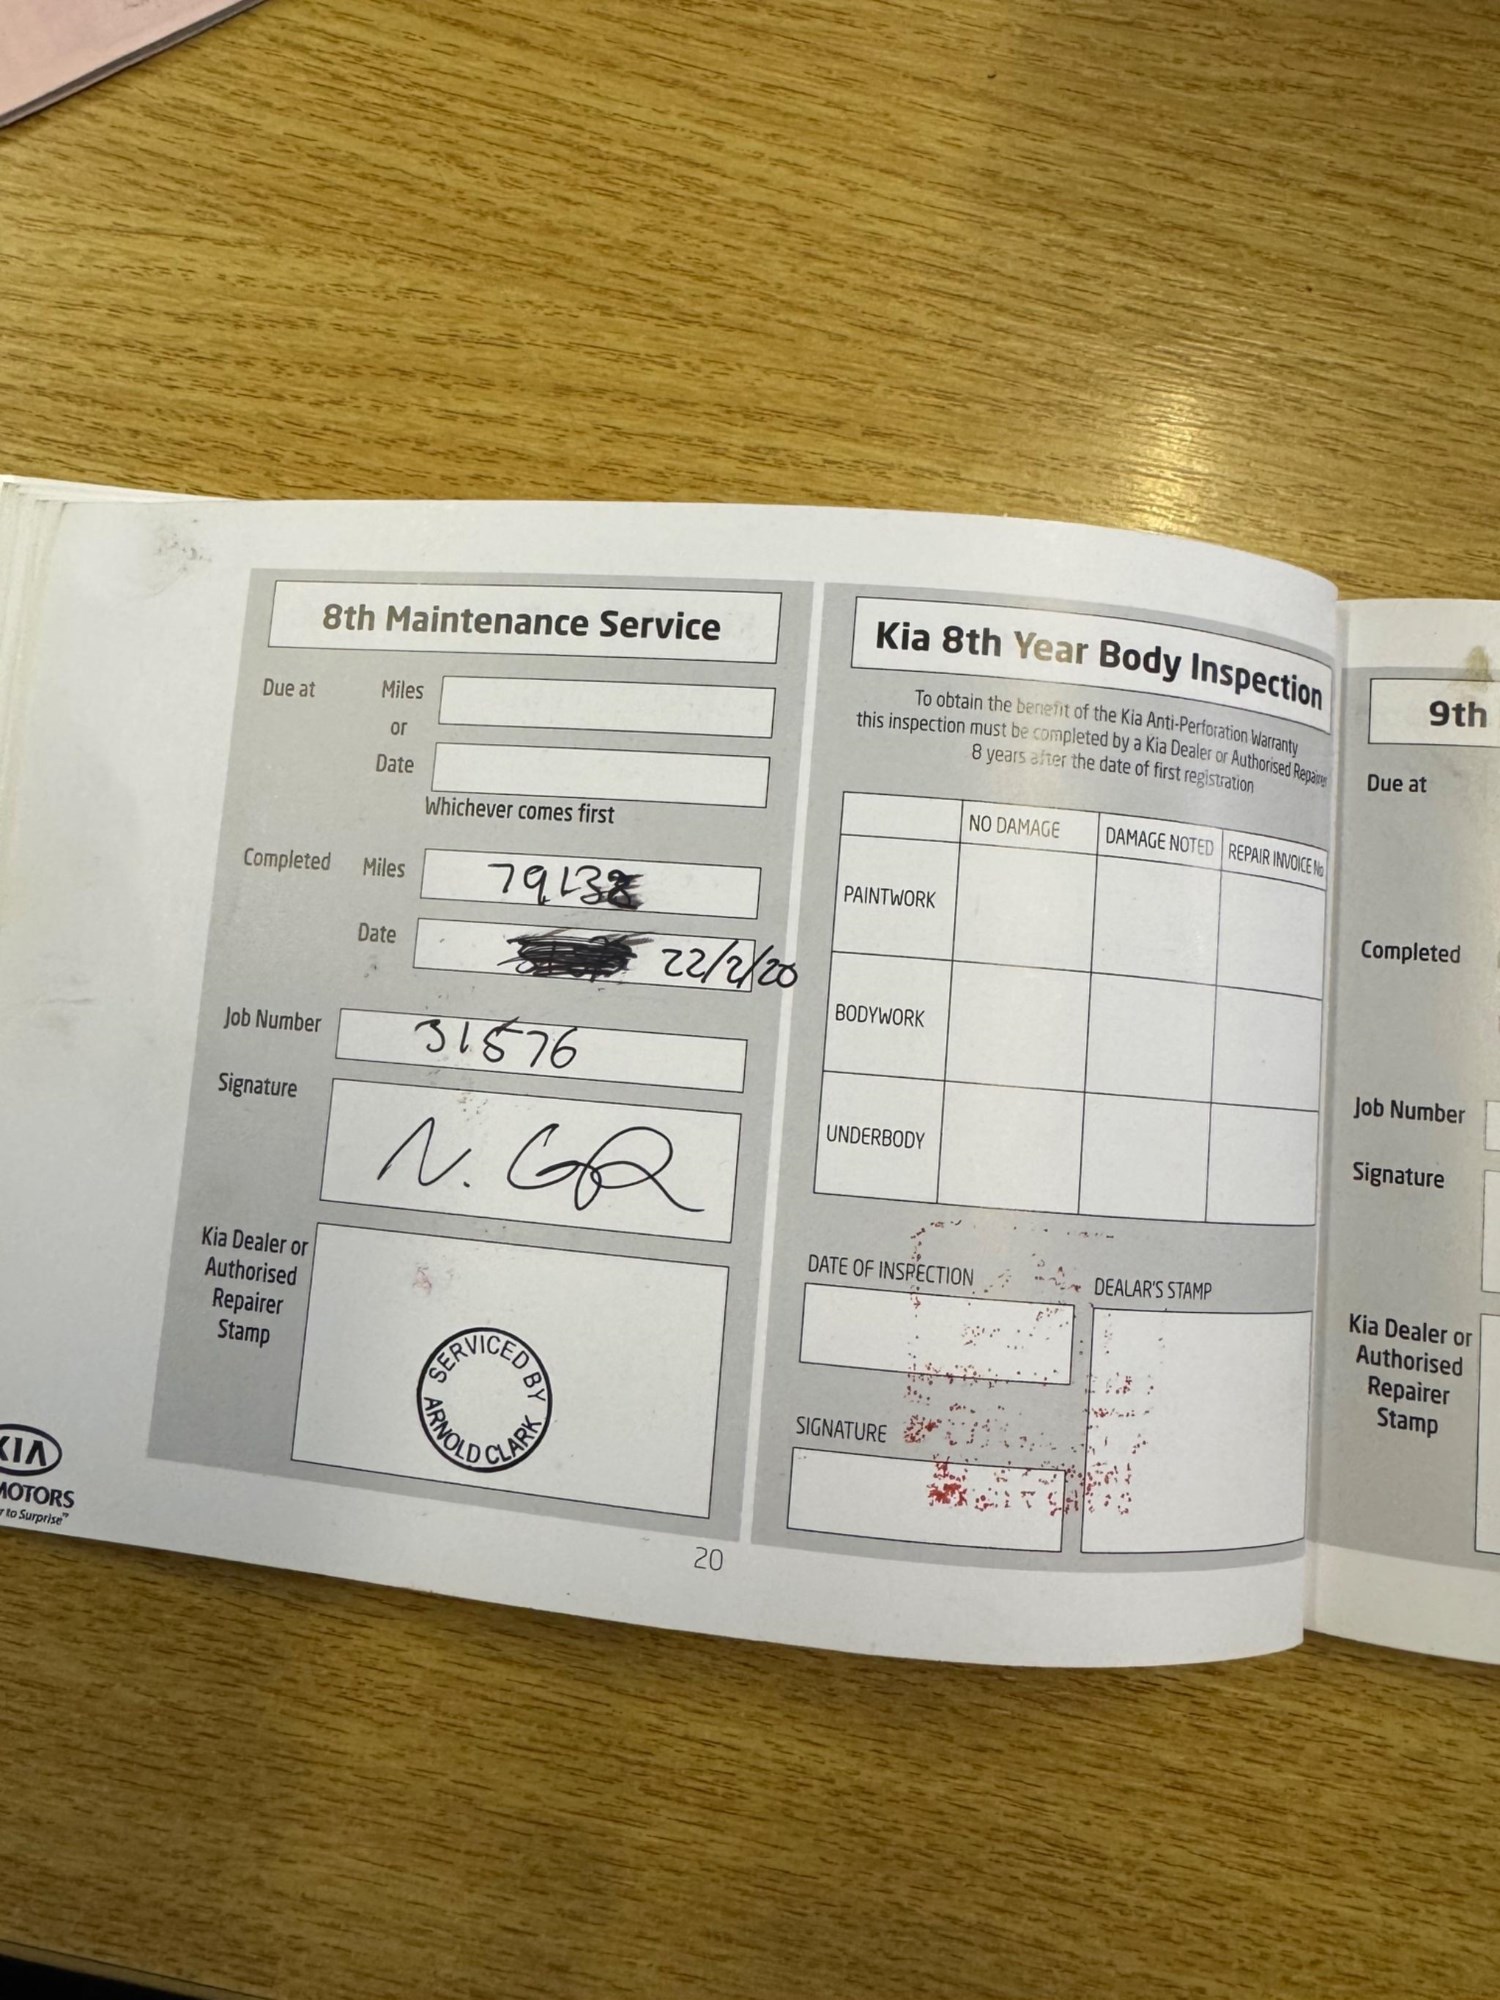 8th Maintenance Service
Due at
Miles
or
Date
Whichever comes first
Completed
Miles
Date
22/2/20
Job Number
31576
Signature
Kia Dealer or
Authorised
Repairer
Stamp
SERVICED BY
ARNOLD CLARK
KIA
MOTORS
to Surprise"
20
Kia 8th Year Body Inspection
To obtain the benefit of the Kia Anti-Perforation Warranty
this inspection must be completed by a Kia Dealer or Authorised Repairer
8 years after the date of first registration
NO DAMAGE
DAMAGE NOTED
REPAIR INVOICE No
PAINTWORK
BODYWORK
UNDERBODY
DATE OF INSPECTION
DEALAR'S STAMP
SIGNATURE
9th
Due at
Completed
Job Number
Signature
Kia Dealer or
Authorised
Repairer
Stamp